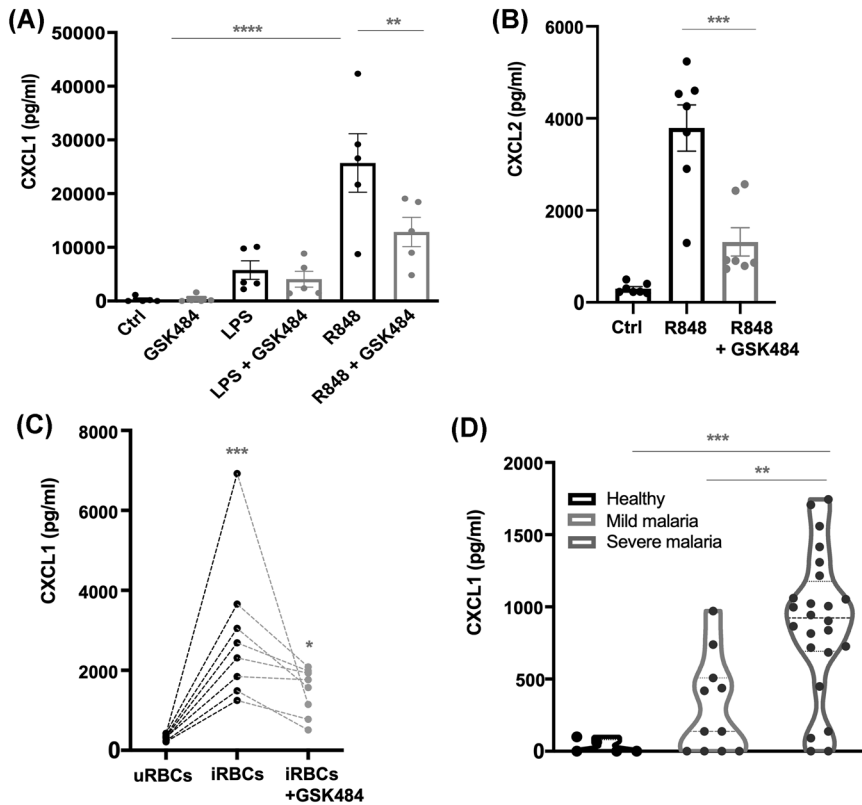 (A)
****
**
CXCL1 (pg/ml)
50000
40000
30000
20000
10000
0
Ctrl
GSK484
LPS
LPS + GSK484
R848
R848 + GSK484
(B)
***
CXCL2 (pg/ml)
6000
4000
2000
0
Ctrl
R848
R848
+ GSK484
(C)
***
*
CXCL1 (pg/ml)
8000
6000
4000
2000
0
uRBCs
iRBCs
iRBCs
+GSK484
(D)
***
**
CXCL1 (pg/ml)
2000
1500
1000
500
0
Healthy
Mild malaria
Severe malaria